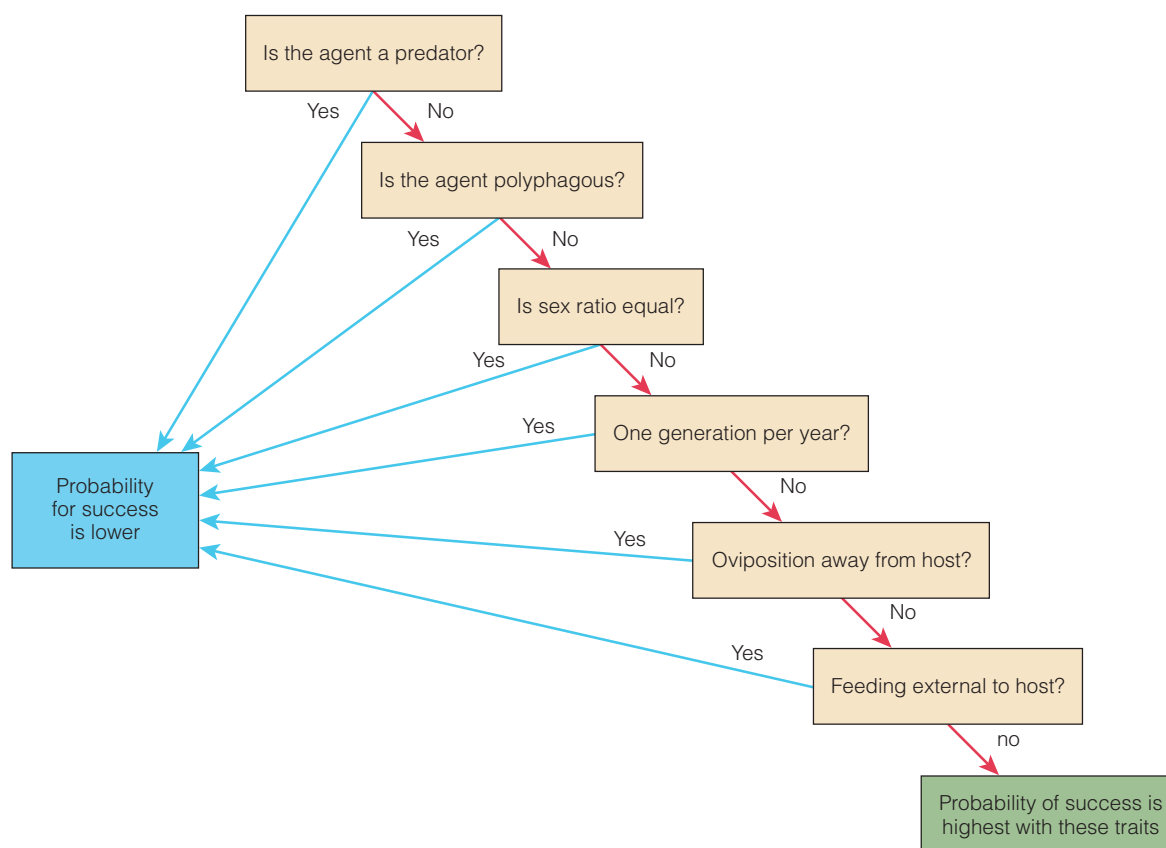 Is the agent a predator?
Yes
No
Is the agent polyphagous?
Yes
No
Is sex ratio equal?
Yes
No
One generation per year?
Yes
No
Oviposition away from host?
Yes
No
Feeding external to host?
Yes
no
Probability
for success
is lower
Probability of success is
highest with these traits